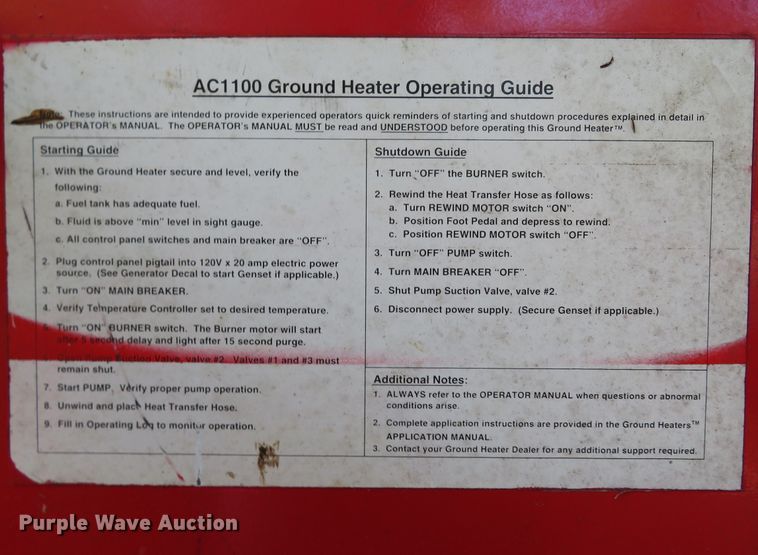 AC1100 Ground Heater Operating Guide
Note: These instructions are intended to provide experienced operators quick reminders of starting and shutdown procedures explained in detail in
the OPERATOR's MANUAL. The OPERATOR's MANUAL MUST be read and UNDERSTOOD before operating this Ground Heater™.
Starting Guide
1. With the Ground Heater secure and level, verify the
following:
a. Fuel tank has adequate fuel.
b. Fluid is above "min" level in sight gauge.
c. All control panel switches and main breaker are "OFF".
2. Plug control panel pigtail into 120V x 20 amp electric power
source. (See Generator Decal to start Genset if applicable.)
3. Turn "ON" MAIN BREAKER.
4. Verify Temperature Controller set to desired temperature.
5. Turn "ON" BURNER switch. The Burner motor will start
after 5 second delay and light after 15 second purge.
6. Open Pump Suction Valve, valve #2. Valves #1 and #3 must
remain shut.
7. Start PUMP. Verify proper pump operation.
8. Unwind and place Heat Transfer Hose.
9. Fill in Operating Log to monitor operation.
Shutdown Guide
1. Turn "OFF" the BURNER switch.
2. Rewind the Heat Transfer Hose as follows:
a. Turn REWIND MOTOR switch "ON".
b. Position Foot Pedal and depress to rewind.
c. Position REWIND MOTOR switch "OFF".
3. Turn "OFF" PUMP switch.
4. Turn MAIN BREAKER "OFF".
5. Shut Pump Suction Valve, valve #2.
6. Disconnect power supply. (Secure Genset if applicable.)
Additional Notes:
1. ALWAYS refer to the OPERATOR MANUAL when questions or abnormal
conditions arise.
2. Complete application instructions are provided in the Ground Heaters™
APPLICATION MANUAL.
3. Contact your Ground Heater Dealer for any additional support required.
Purple Wave Auction